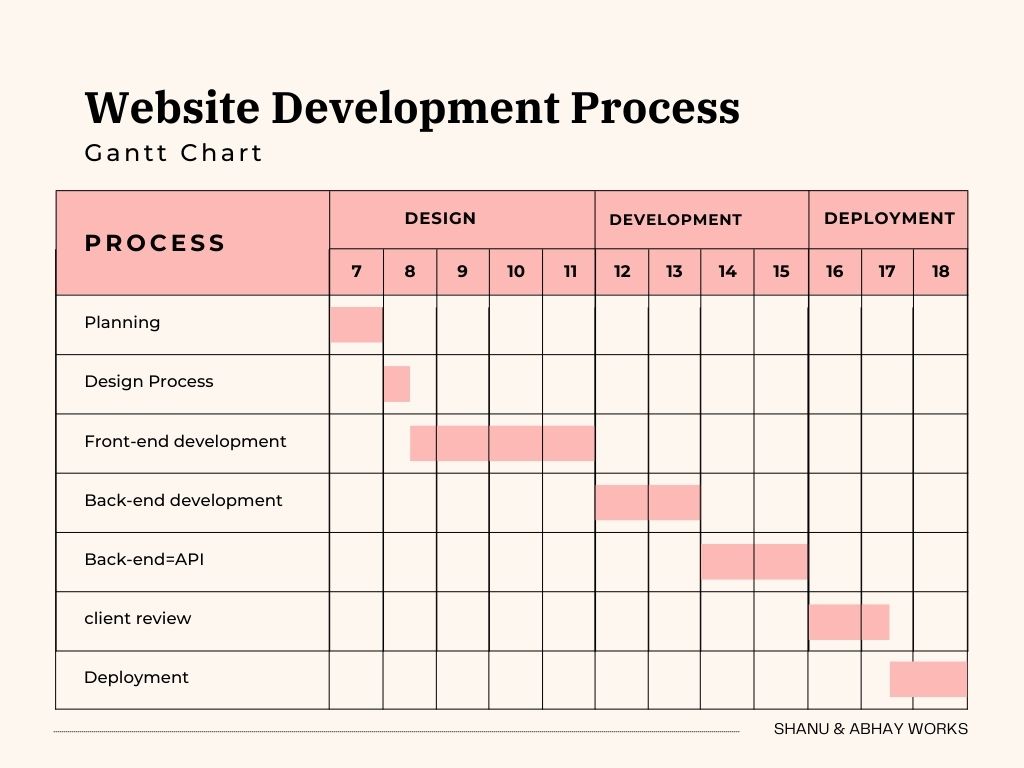 Website Development Process
Gantt Chart
PROCESS
DESIGN DEVELOPMENT DEPLOYMENT
7 8 9 10 11 12 13 14 15 16 17 18
Planning
Design Process
Front-end development
Back-end development
Back-end=API
client review
Deployment
SHANU & ABHAY WORKS